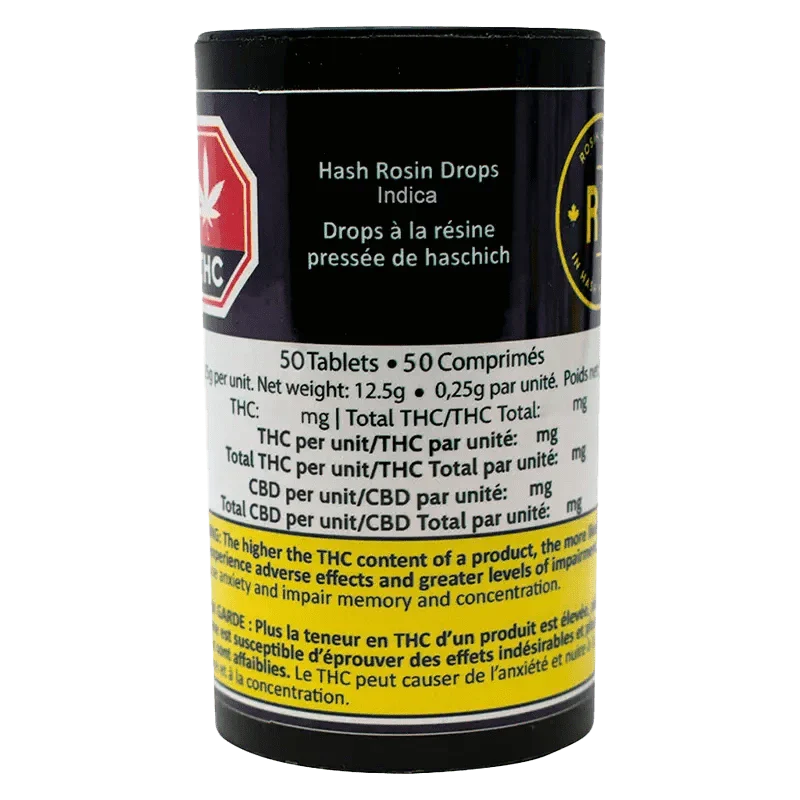 Hash Rosin Drops
Indica
Drops à la résine
pressée de haschich
THC
50 Tablets • 50 Comprimés
per unit. Net weight: 12.5g • 0,25g par unité. Poids
THC: mg | Total THC/THC Total: mg
THC per unit/THC par unité: mg
Total THC per unit/THC Total par unité: mg
CBD per unit/CBD par unité: mg
Total CBD per unit/CBD Total par unité: mg
The higher the THC content of a product, the more
experience adverse effects and greater levels of impairment.
anxiety and impair memory and concentration.
GARDE : Plus la teneur en THC d'un produit est élevée,
est susceptible d'éprouver des effets indésirables et
sont affaiblies. Le THC peut causer de l'anxiété et nuire à
et à la concentration.